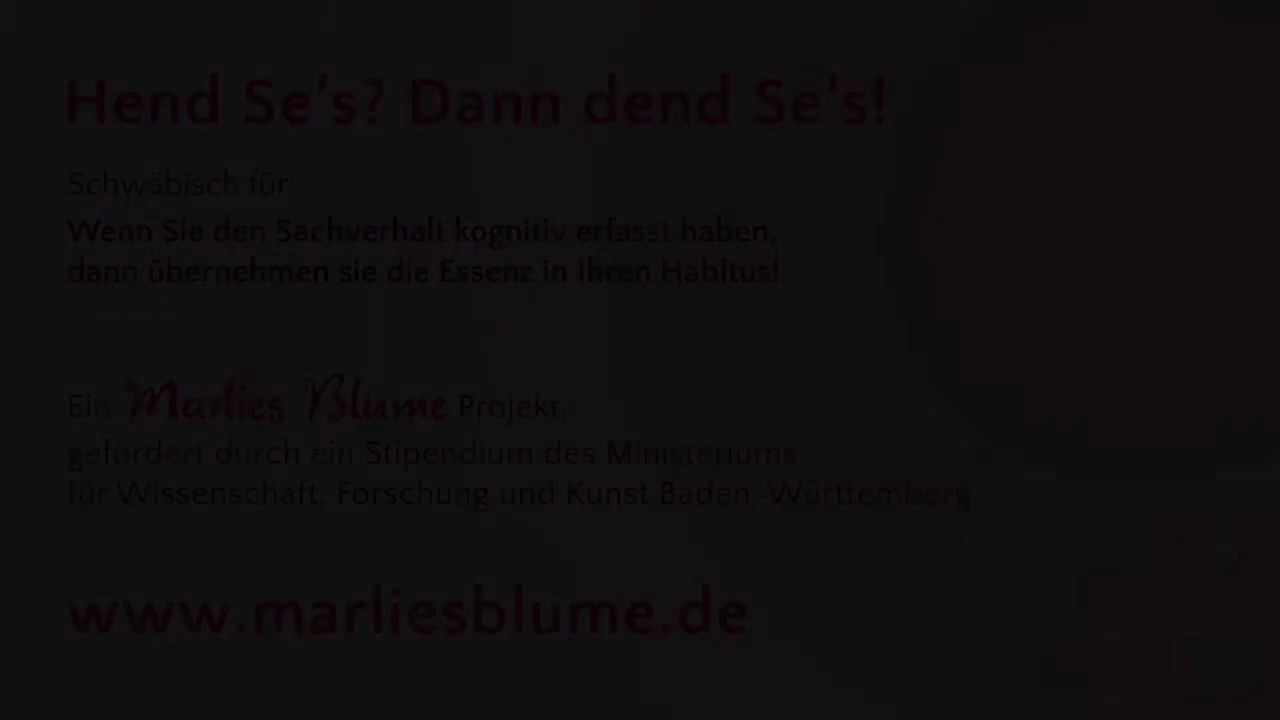 Hend Se's? Dann dend Se's!
Schwäbisch für:
Wenn Sie den Sachverhalt kognitiv erfasst haben,
dann übernehmen sie die Essenz in Ihren Habitus!
Ein Marlies Blume Projekt,
gefördert durch ein Stipendium des Ministeriums
für Wissenschaft, Forschung und Kunst Baden-Württemberg
www.marliesblume.de